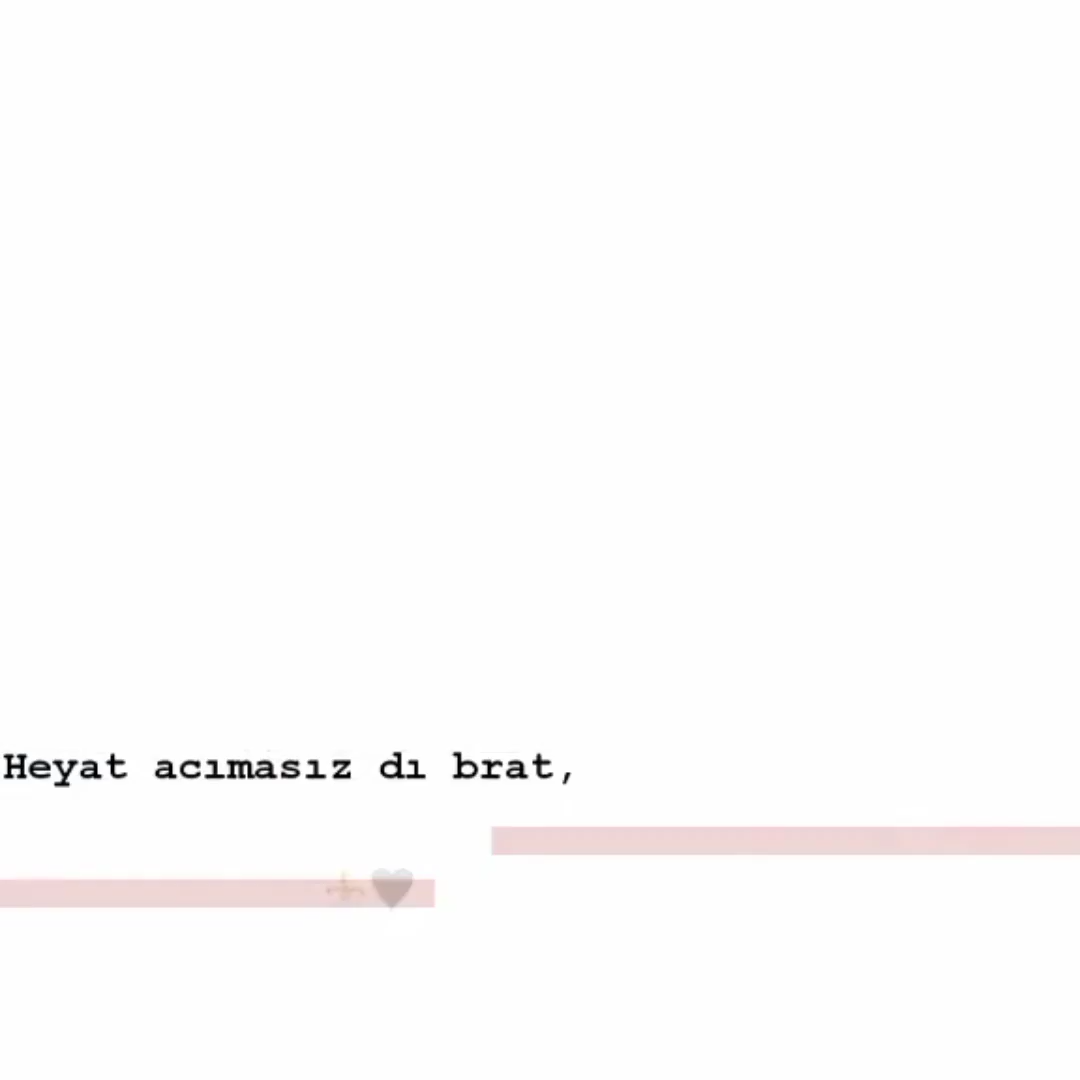 Heyat acımasız dı brat,
🖤